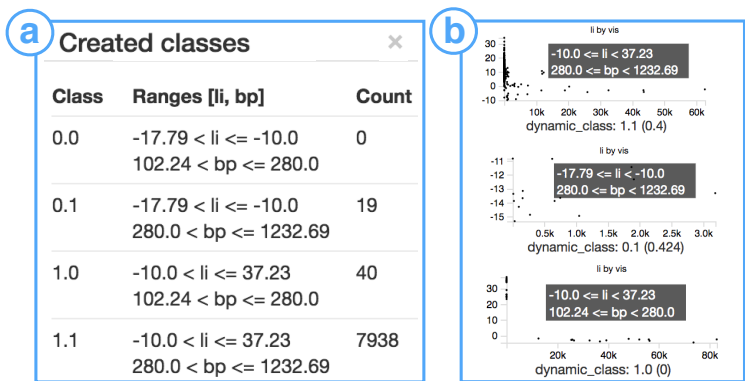 a
Created classes ×
Class Ranges [li, bp] Count
0.0 -17.79 < li <= -10.0 0
102.24 < bp <= 280.0
0.1 -17.79 < li <= -10.0 19
280.0 < bp <= 1232.69
1.0 -10.0 < li <= 37.23 40
102.24 < bp <= 280.0
1.1 -10.0 < li <= 37.23 7938
280.0 < bp <= 1232.69
b
li by vis
30
20
10
0
-10
-10.0 <= li < 37.23
280.0 <= bp < 1232.69
10k 20k 30k 40k 50k 60k
dynamic_class: 1.1 (0.4)
li by vis
-11
-12
-13
-14
-15
-17.79 <= li < -10.0
280.0 <= bp < 1232.69
0.5k 1.0k 1.5k 2.0k 2.5k 3.0k
dynamic_class: 0.1 (0.424)
li by vis
30
20
10
0
-10.0 <= li < 37.23
102.24 <= bp < 280.0
20k 40k 60k 80k
dynamic_class: 1.0 (0)